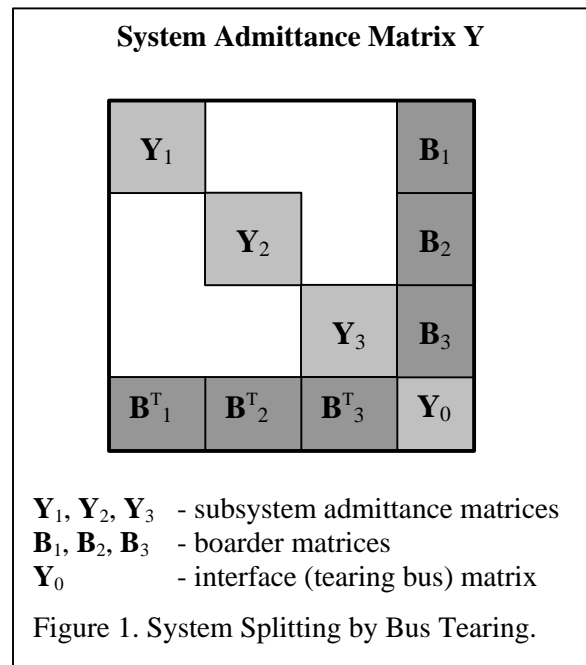 System Admittance Matrix Y
Y₁ B₁
Y₂ B₂
Y₃ B₃
Bᵀ₁ Bᵀ₂ Bᵀ₃ Y₀
Y₁, Y₂, Y₃ - subsystem admittance matrices
B₁, B₂, B₃ - boarder matrices
Y₀ - interface (tearing bus) matrix
Figure 1. System Splitting by Bus Tearing.